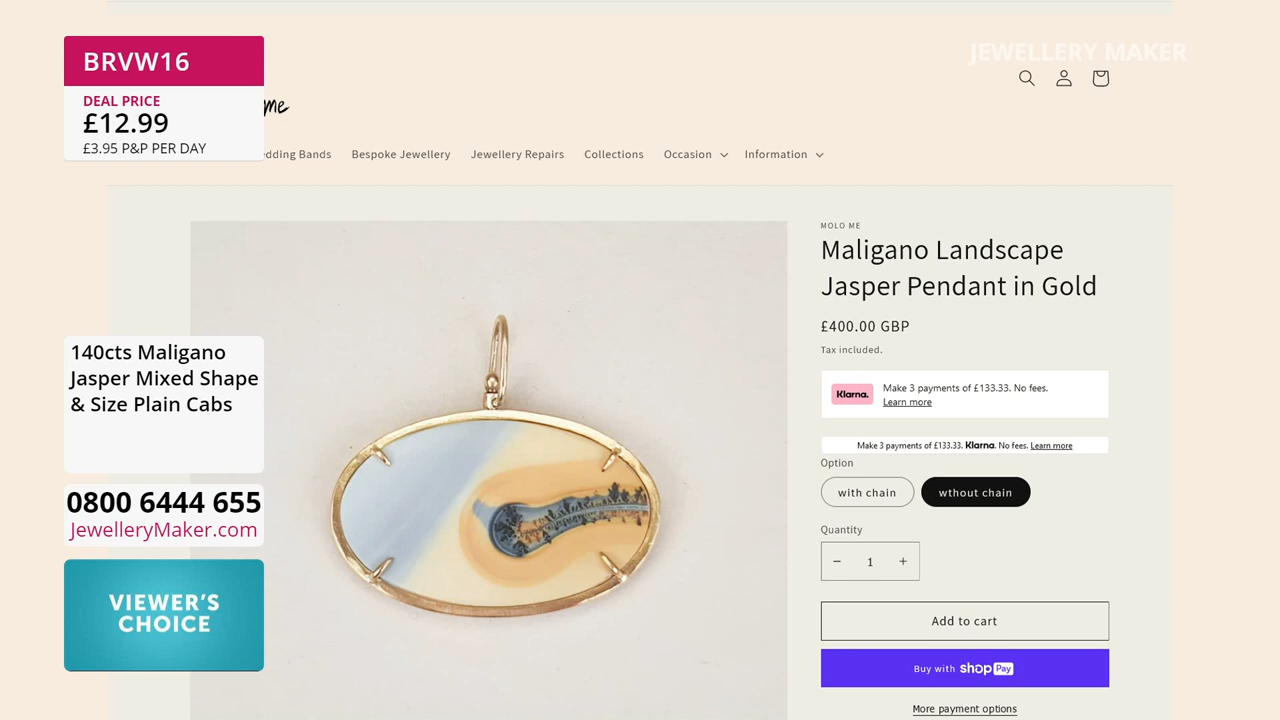 BRVW16
DEAL PRICE
£12.99
£3.95 P&P PER DAY
JEWELLERY MAKER
me
edding Bands
Bespoke Jewellery
Jewellery Repairs
Collections
Occasion
Information
140cts Maligano
Jasper Mixed Shape
& Size Plain Cabs
0800 6444 655
JewelleryMaker.com
VIEWER'S
CHOICE
MOLO ME
Maligano Landscape
Jasper Pendant in Gold
£400.00 GBP
Tax included.
Klarna.
Make 3 payments of £133.33. No fees.
Learn more
Make 3 payments of £133.33. Klarna. No fees. Learn more
Option
with chain
wthout chain
Quantity
− 1 +
Add to cart
Buy with shop Pay
More payment options